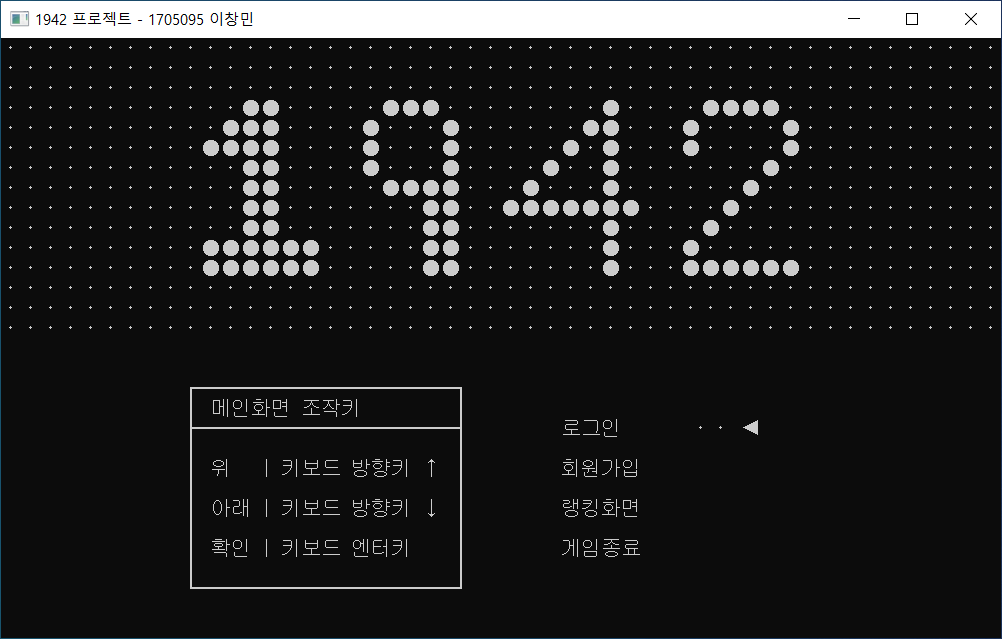 1942 프로젝트 - 1705095 이창민
1942
메인화면 조작키
위 | 키보드 방향키 ↑
아래 | 키보드 방향키 ↓
확인 | 키보드 엔터키
로그인 · · ◀
회원가입
랭킹화면
게임종료